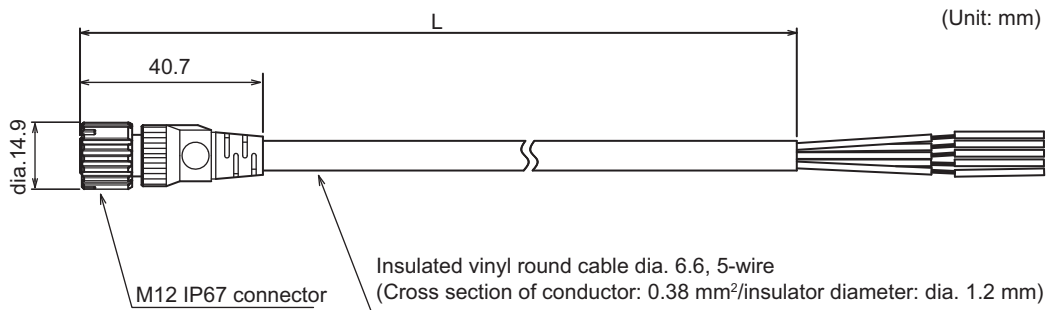 (Unit: mm)
L
40.7
dia.14.9
Insulated vinyl round cable dia. 6.6, 5-wire
(Cross section of conductor: 0.38 mm²/insulator diameter: dia. 1.2 mm)
M12 IP67 connector